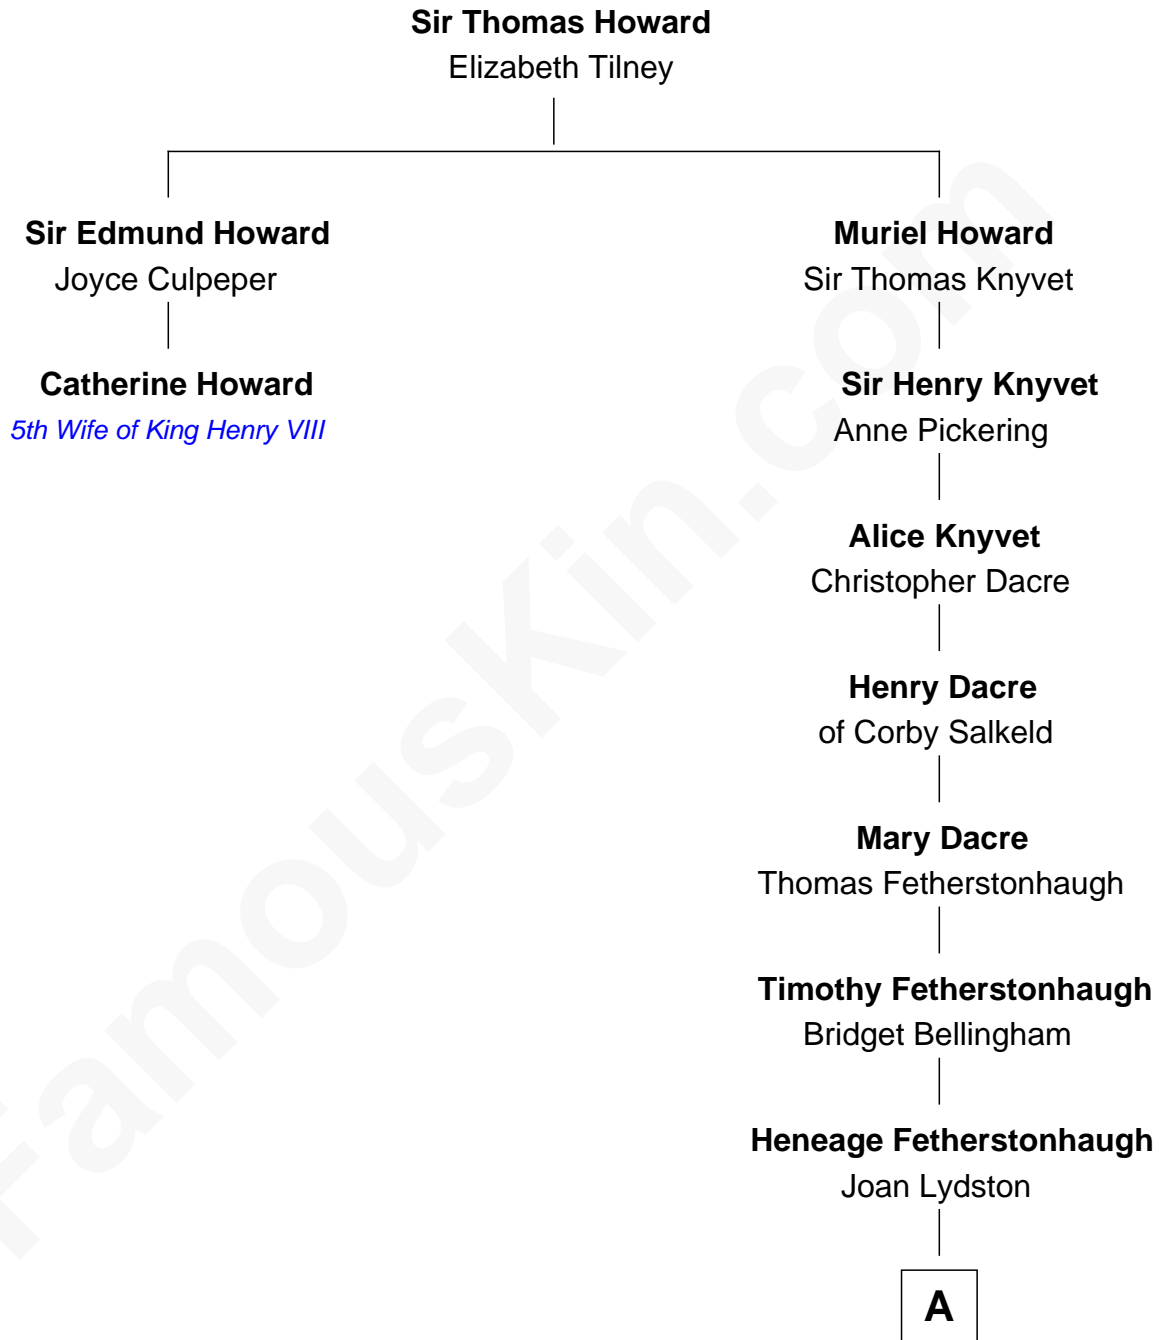 Sir Thomas Howard
Elizabeth Tilney
Sir Edmund Howard
Joyce Culpeper
Catherine Howard
5th Wife of King Henry VIII
Muriel Howard
Sir Thomas Knyvet
Sir Henry Knyvet
Anne Pickering
Alice Knyvet
Christopher Dacre
Henry Dacre
of Corby Salkeld
Mary Dacre
Thomas Fetherstonhaugh
Timothy Fetherstonhaugh
Bridget Bellingham
Heneage Fetherstonhaugh
Joan Lydston
A
FamousKin.com